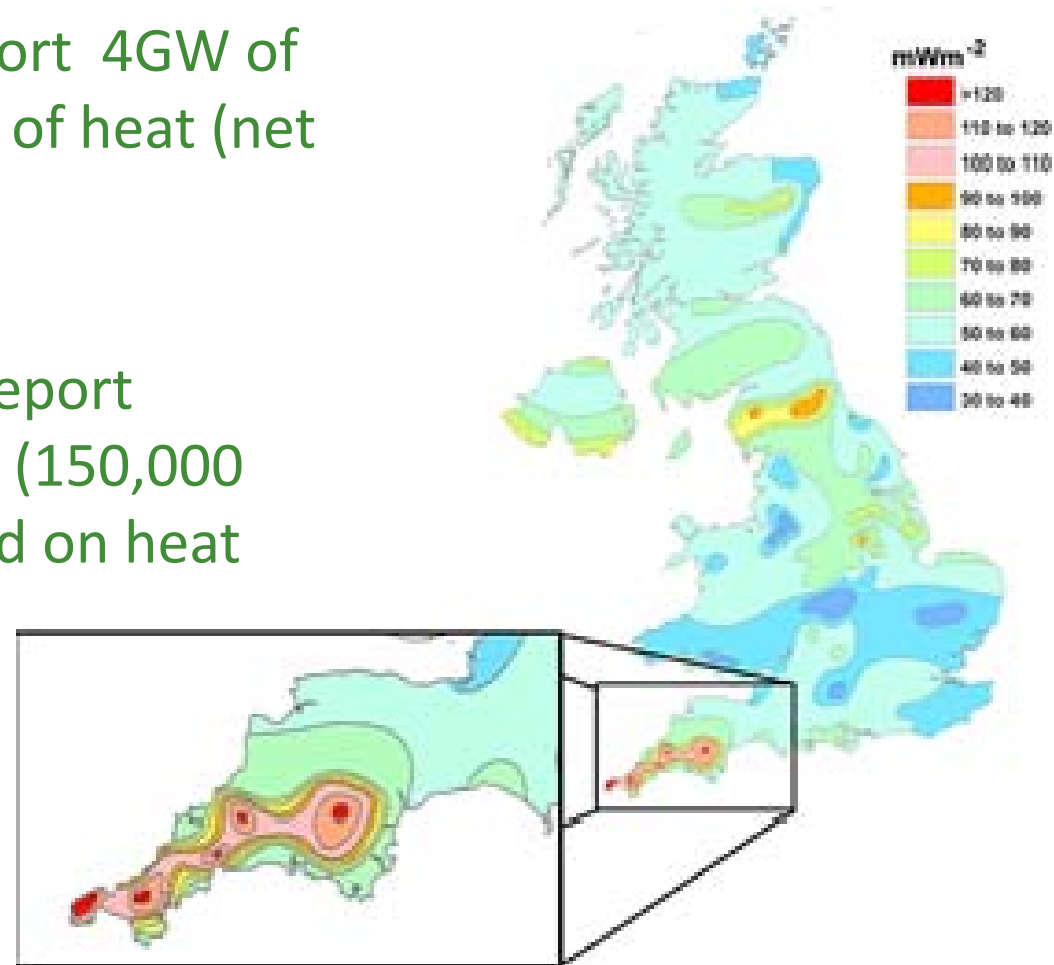 ort 4GW of
of heat (net
eport
(150,000
d on heat
mWm-2
>120
110 to 120
100 to 110
90 to 100
80 to 90
70 to 80
60 to 70
50 to 60
40 to 50
30 to 40